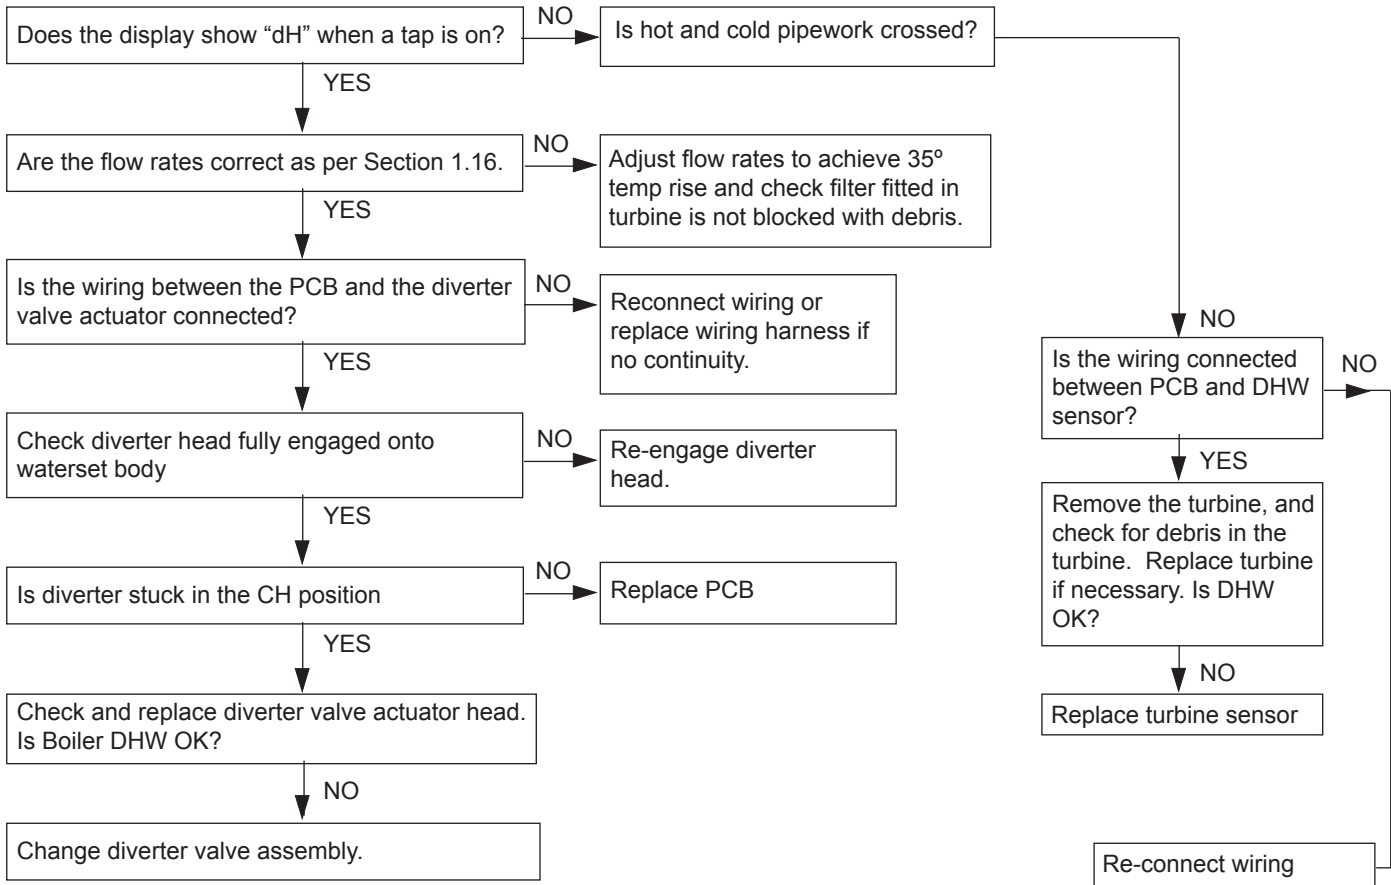 Does the display show “dH” when a tap is on?
NO
Is hot and cold pipework crossed?
YES
Are the flow rates correct as per Section 1.16.
NO
Adjust flow rates to achieve 35º
temp rise and check filter fitted in
turbine is not blocked with debris.
YES
Is the wiring between the PCB and the diverter
valve actuator connected?
NO
Reconnect wiring or
replace wiring harness if
no continuity.
YES
Check diverter head fully engaged onto
waterset body
NO
Re-engage diverter
head.
YES
Is diverter stuck in the CH position
NO
Replace PCB
YES
Check and replace diverter valve actuator head.
Is Boiler DHW OK?
NO
Change diverter valve assembly.
NO
Is the wiring connected
between PCB and DHW
sensor?
NO
YES
Remove the turbine, and
check for debris in the
turbine.  Replace turbine
if necessary. Is DHW
OK?
NO
Replace turbine sensor
Re-connect wiring